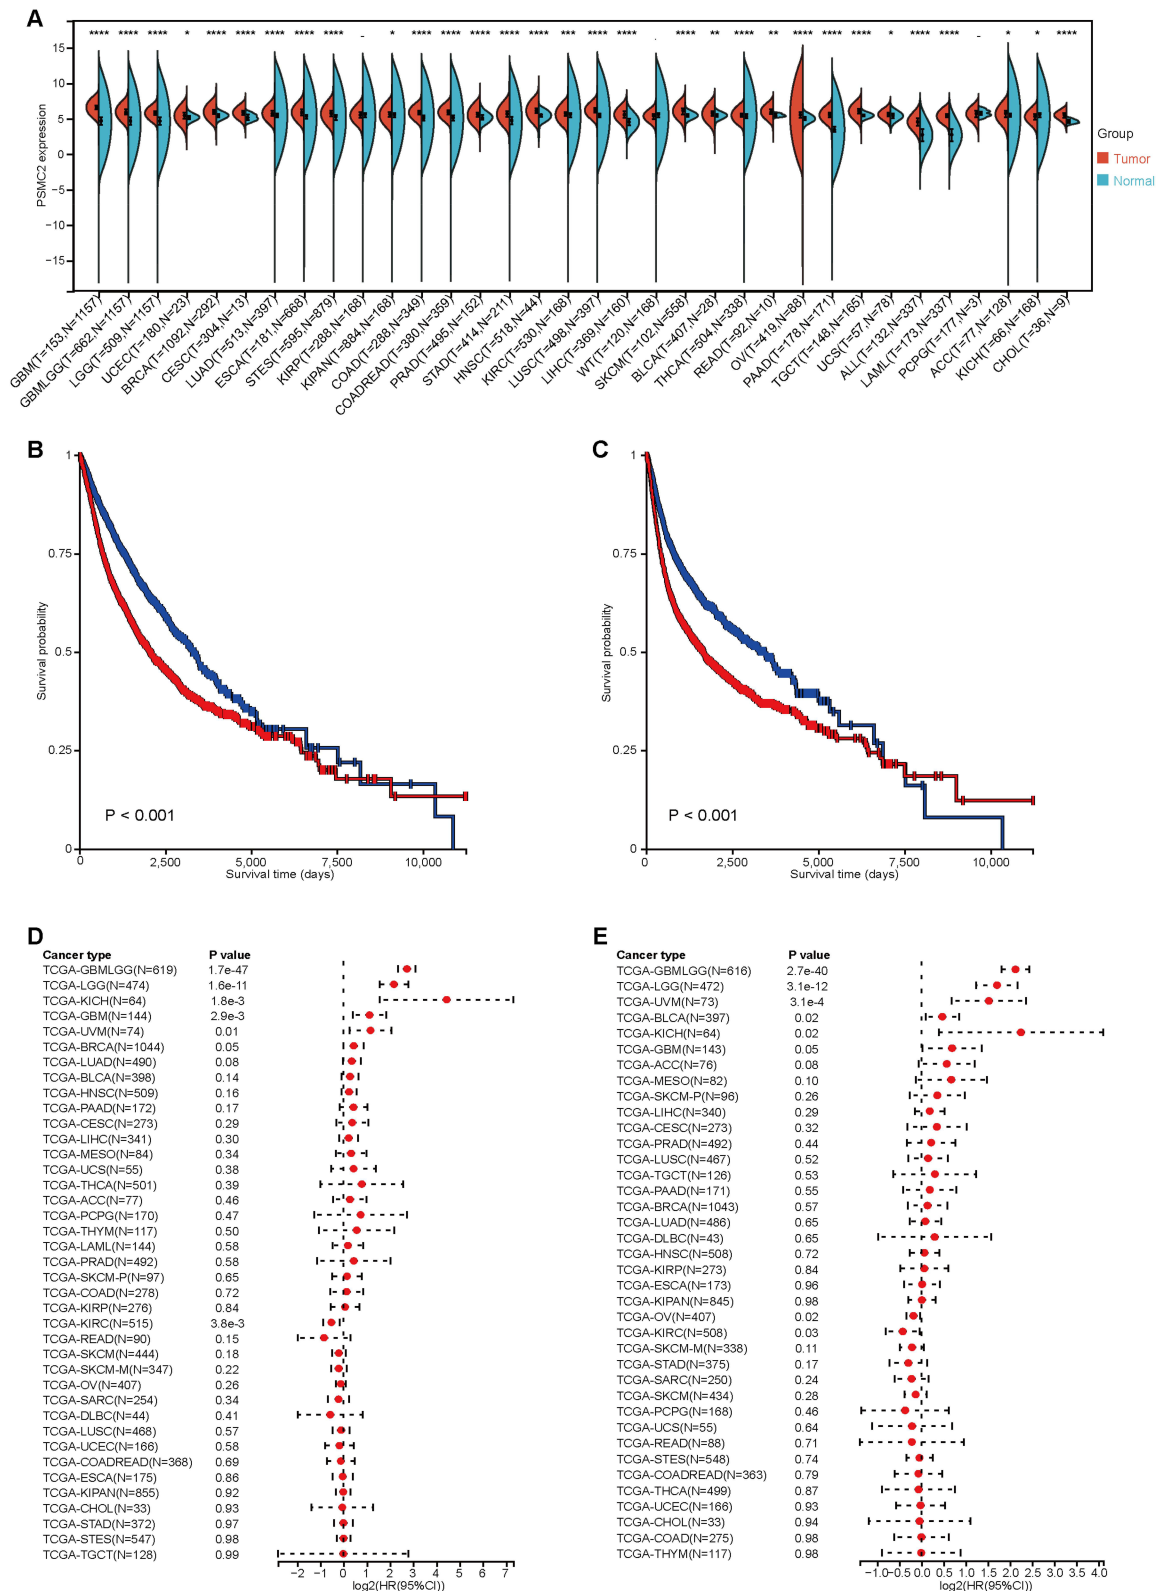 A
**** **** **** * **** **** **** **** **** - * **** **** **** **** **** *** **** **** . **** ** **** ** **** **** **** * **** **** - * * ****
15
10
5
0
−5
−10
−15
PSMC2 expression
Group
Tumor
Normal
GBM(T=153,N=1157)
GBMLGG(T=662,N=1157)
LGG(T=509,N=1157)
UCEC(T=180,N=23)
BRCA(T=1092,N=292)
CESC(T=304,N=13)
LUAD(T=513,N=397)
ESCA(T=181,N=668)
STES(T=595,N=879)
KIRP(T=288,N=168)
KIPAN(T=884,N=168)
COAD(T=288,N=349)
COADREAD(T=380,N=359)
PRAD(T=495,N=152)
STAD(T=414,N=211)
HNSC(T=518,N=44)
KIRC(T=530,N=168)
LUSC(T=498,N=397)
LIHC(T=369,N=160)
WT(T=120,N=168)
SKCM(T=102,N=558)
BLCA(T=407,N=28)
THCA(T=504,N=338)
READ(T=92,N=10)
OV(T=419,N=88)
PAAD(T=178,N=171)
TGCT(T=148,N=165)
UCS(T=57,N=78)
ALL(T=132,N=337)
LAML(T=173,N=337)
PCPG(T=177,N=3)
ACC(T=77,N=128)
KICH(T=66,N=168)
CHOL(T=36,N=9)
B
1
0.75
0.5
0.25
0
Survival probability
P < 0.001
0 2,500 5,000 7,500 10,000
Survival time (days)
C
1
0.75
0.5
0.25
0
Survival probability
P < 0.001
0 2,500 5,000 7,500 10,000
Survival time (days)
D
Cancer type P value
TCGA-GBMLGG(N=619) 1.7e-47
TCGA-LGG(N=474) 1.6e-11
TCGA-KICH(N=64) 1.8e-3
TCGA-GBM(N=144) 2.9e-3
TCGA-UVM(N=74) 0.01
TCGA-BRCA(N=1044) 0.05
TCGA-LUAD(N=490) 0.08
TCGA-BLCA(N=398) 0.14
TCGA-HNSC(N=509) 0.16
TCGA-PAAD(N=172) 0.17
TCGA-CESC(N=273) 0.29
TCGA-LIHC(N=341) 0.30
TCGA-MESO(N=84) 0.34
TCGA-UCS(N=55) 0.38
TCGA-THCA(N=501) 0.39
TCGA-ACC(N=77) 0.46
TCGA-PCPG(N=170) 0.47
TCGA-THYM(N=117) 0.50
TCGA-LAML(N=144) 0.58
TCGA-PRAD(N=492) 0.58
TCGA-SKCM-P(N=97) 0.65
TCGA-COAD(N=278) 0.72
TCGA-KIRP(N=276) 0.84
TCGA-KIRC(N=515) 3.8e-3
TCGA-READ(N=90) 0.15
TCGA-SKCM(N=444) 0.18
TCGA-SKCM-M(N=347) 0.22
TCGA-OV(N=407) 0.26
TCGA-SARC(N=254) 0.34
TCGA-DLBC(N=44) 0.41
TCGA-LUSC(N=468) 0.57
TCGA-UCEC(N=166) 0.58
TCGA-COADREAD(N=368) 0.69
TCGA-ESCA(N=175) 0.86
TCGA-KIPAN(N=855) 0.92
TCGA-CHOL(N=33) 0.93
TCGA-STAD(N=372) 0.97
TCGA-STES(N=547) 0.98
TCGA-TGCT(N=128) 0.99
−2 −1 0 1 2 3 4 5 6 7
log2(HR(95%CI))
E
Cancer type P value
TCGA-GBMLGG(N=616) 2.7e-40
TCGA-LGG(N=472) 3.1e-12
TCGA-UVM(N=73) 3.1e-4
TCGA-BLCA(N=397) 0.02
TCGA-KICH(N=64) 0.02
TCGA-GBM(N=143) 0.05
TCGA-ACC(N=76) 0.08
TCGA-MESO(N=82) 0.10
TCGA-SKCM-P(N=96) 0.26
TCGA-LIHC(N=340) 0.29
TCGA-CESC(N=273) 0.32
TCGA-PRAD(N=492) 0.44
TCGA-LUSC(N=467) 0.52
TCGA-TGCT(N=126) 0.53
TCGA-PAAD(N=171) 0.55
TCGA-BRCA(N=1043) 0.57
TCGA-LUAD(N=486) 0.65
TCGA-DLBC(N=43) 0.65
TCGA-HNSC(N=508) 0.72
TCGA-KIRP(N=273) 0.84
TCGA-ESCA(N=173) 0.96
TCGA-KIPAN(N=845) 0.98
TCGA-OV(N=407) 0.02
TCGA-KIRC(N=508) 0.03
TCGA-SKCM-M(N=338) 0.11
TCGA-STAD(N=375) 0.17
TCGA-SARC(N=250) 0.24
TCGA-SKCM(N=434) 0.28
TCGA-PCPG(N=168) 0.46
TCGA-UCS(N=55) 0.64
TCGA-READ(N=88) 0.71
TCGA-STES(N=548) 0.74
TCGA-COADREAD(N=363) 0.79
TCGA-THCA(N=499) 0.87
TCGA-UCEC(N=166) 0.93
TCGA-CHOL(N=33) 0.94
TCGA-COAD(N=275) 0.98
TCGA-THYM(N=117) 0.98
−1.0 −0.5 0.0 0.5 1.0 1.5 2.0 2.5 3.0 3.5 4.0
log2(HR(95%CI))